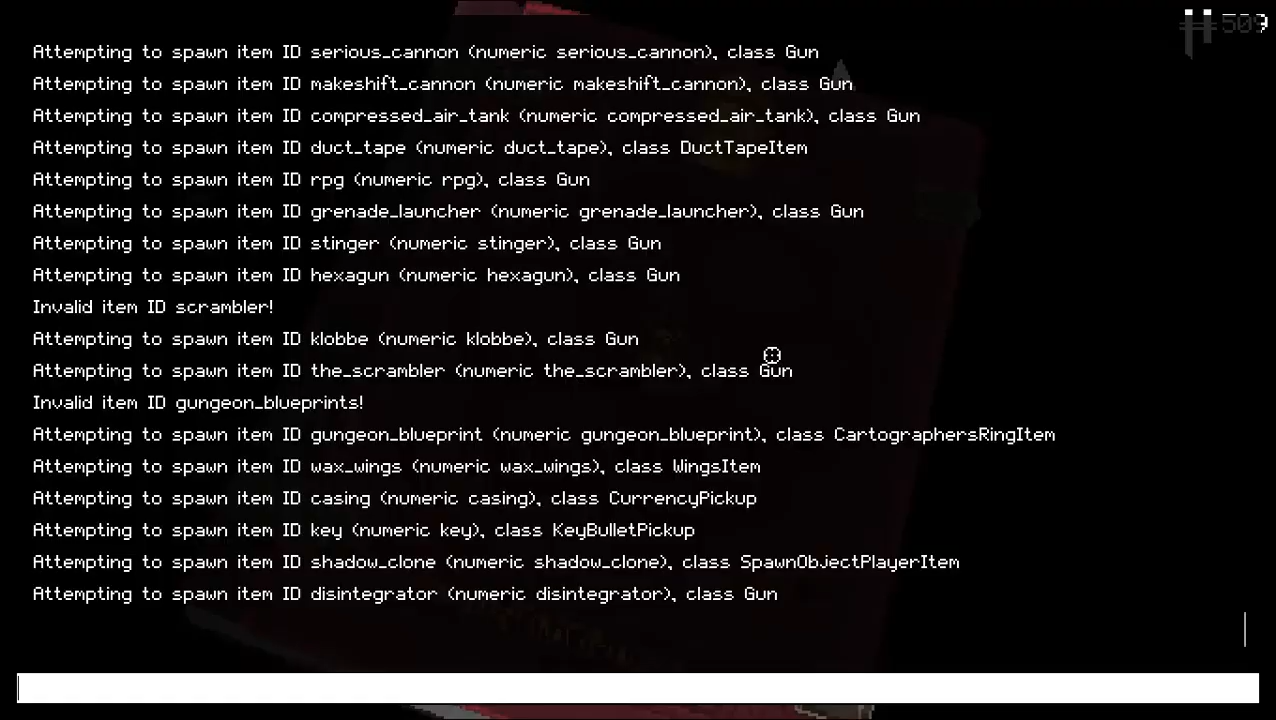 Attempting to spawn item ID serious_cannon (numeric serious_cannon), class Gun
Attempting to spawn item ID makeshift_cannon (numeric makeshift_cannon), class Gun
Attempting to spawn item ID compressed_air_tank (numeric compressed_air_tank), class Gun
Attempting to spawn item ID duct_tape (numeric duct_tape), class DuctTapeItem
Attempting to spawn item ID rpg (numeric rpg), class Gun
Attempting to spawn item ID grenade_launcher (numeric grenade_launcher), class Gun
Attempting to spawn item ID stinger (numeric stinger), class Gun
Attempting to spawn item ID hexagun (numeric hexagun), class Gun
Invalid item ID scrambler!
Attempting to spawn item ID klobbe (numeric klobbe), class Gun
Attempting to spawn item ID the_scrambler (numeric the_scrambler), class Gun
Invalid item ID gungeon_blueprints!
Attempting to spawn item ID gungeon_blueprint (numeric gungeon_blueprint), class CartographersRingItem
Attempting to spawn item ID wax_wings (numeric wax_wings), class WingsItem
Attempting to spawn item ID casing (numeric casing), class CurrencyPickup
Attempting to spawn item ID key (numeric key), class KeyBulletPickup
Attempting to spawn item ID shadow_clone (numeric shadow_clone), class SpawnObjectPlayerItem
Attempting to spawn item ID disintegrator (numeric disintegrator), class Gun